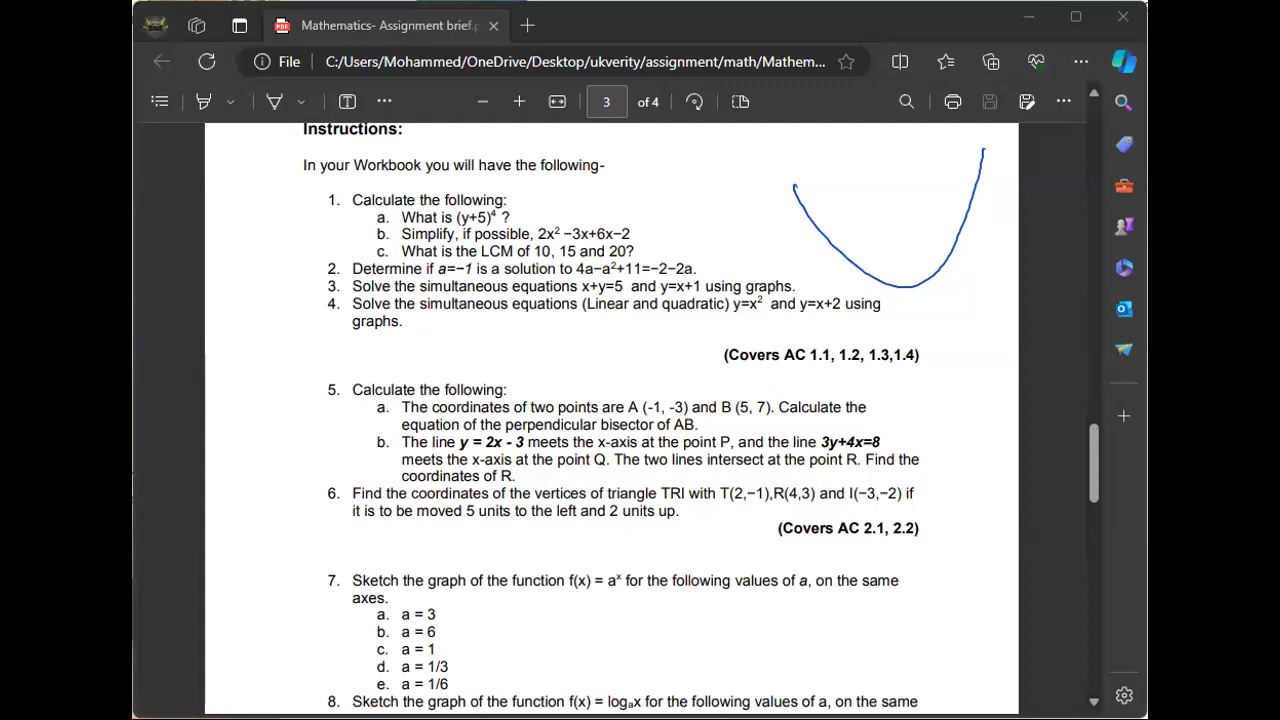 Mathematics- Assignment brief.p
File
C:/Users/Mohammed/OneDrive/Desktop/ukverity/assignment/math/Mathem...
3 of 4
Instructions:
In your Workbook you will have the following-
1. Calculate the following:
a. What is (y+5)⁴ ?
b. Simplify, if possible, 2x² −3x+6x−2
c. What is the LCM of 10, 15 and 20?
2. Determine if a=−1 is a solution to 4a−a²+11=−2−2a.
3. Solve the simultaneous equations x+y=5 and y=x+1 using graphs.
4. Solve the simultaneous equations (Linear and quadratic) y=x² and y=x+2 using
graphs.
(Covers AC 1.1, 1.2, 1.3,1.4)
5. Calculate the following:
a. The coordinates of two points are A (-1, -3) and B (5, 7). Calculate the
equation of the perpendicular bisector of AB.
b. The line y = 2x - 3 meets the x-axis at the point P, and the line 3y+4x=8
meets the x-axis at the point Q. The two lines intersect at the point R. Find the
coordinates of R.
6. Find the coordinates of the vertices of triangle TRI with T(2,−1),R(4,3) and I(−3,−2) if
it is to be moved 5 units to the left and 2 units up.
(Covers AC 2.1, 2.2)
7. Sketch the graph of the function f(x) = aˣ for the following values of a, on the same
axes.
a. a = 3
b. a = 6
c. a = 1
d. a = 1/3
e. a = 1/6
8. Sketch the graph of the function f(x) = logₐx for the following values of a, on the same